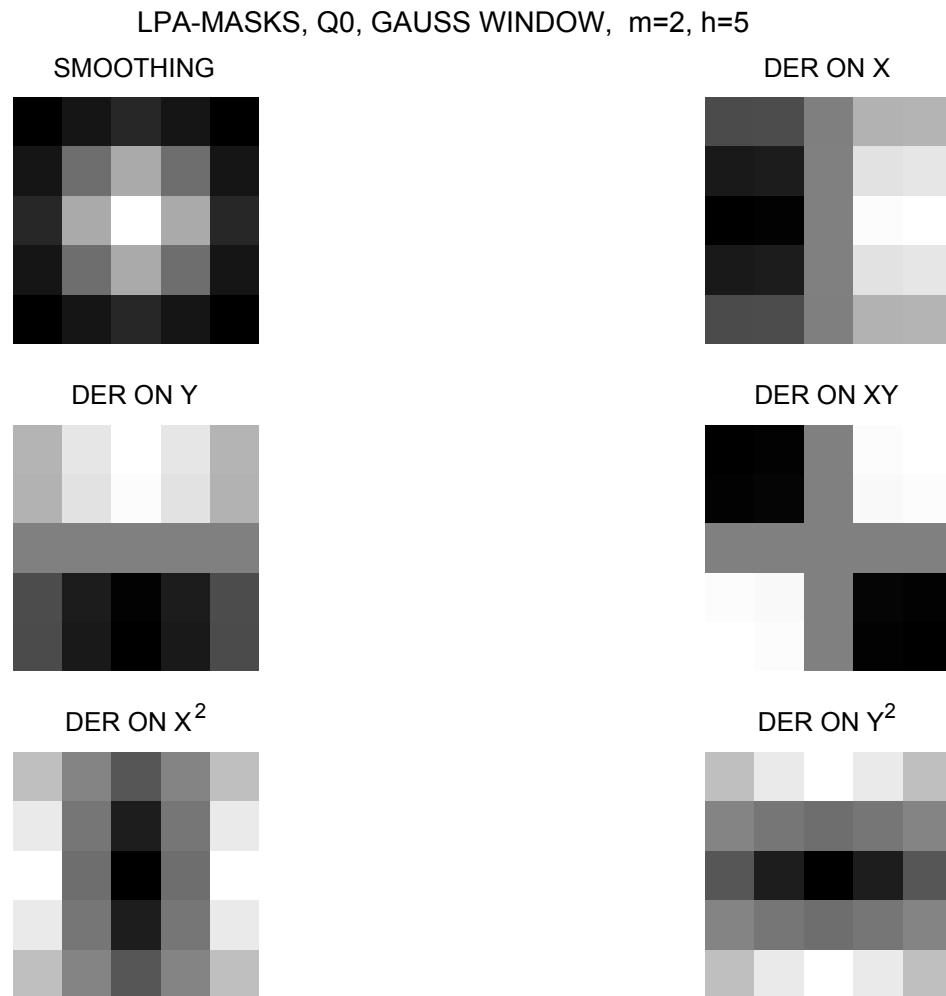 LPA-MASKS, Q0, GAUSS WINDOW, m=2, h=5
SMOOTHING
DER ON X
DER ON Y
DER ON XY
DER ON X²
DER ON Y²